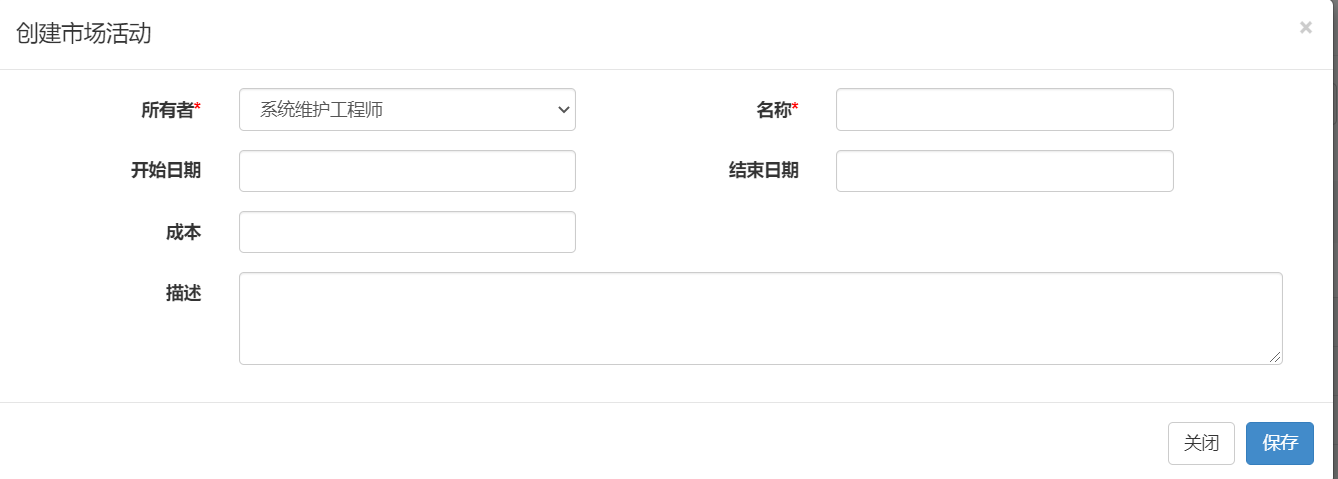 创建市场活动
×
所有者* 系统维护工程师 名称*
开始日期 结束日期
成本
描述
关闭 保存